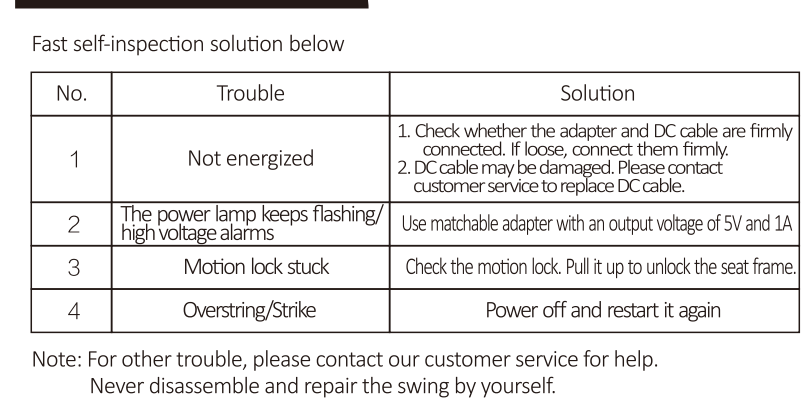 Fast self-inspection solution below
No. Trouble Solution
1 Not energized
1. Check whether the adapter and DC cable are firmly
connected. If loose, connect them firmly.
2. DC cable may be damaged. Please contact
customer service to replace DC cable.
2 The power lamp keeps flashing/
high voltage alarms
Use matchable adapter with an output voltage of 5V and 1A
3 Motion lock stuck Check the motion lock. Pull it up to unlock the seat frame.
4 Overstring/Strike Power off and restart it again
Note: For other trouble, please contact our customer service for help.
Never disassemble and repair the swing by yourself.